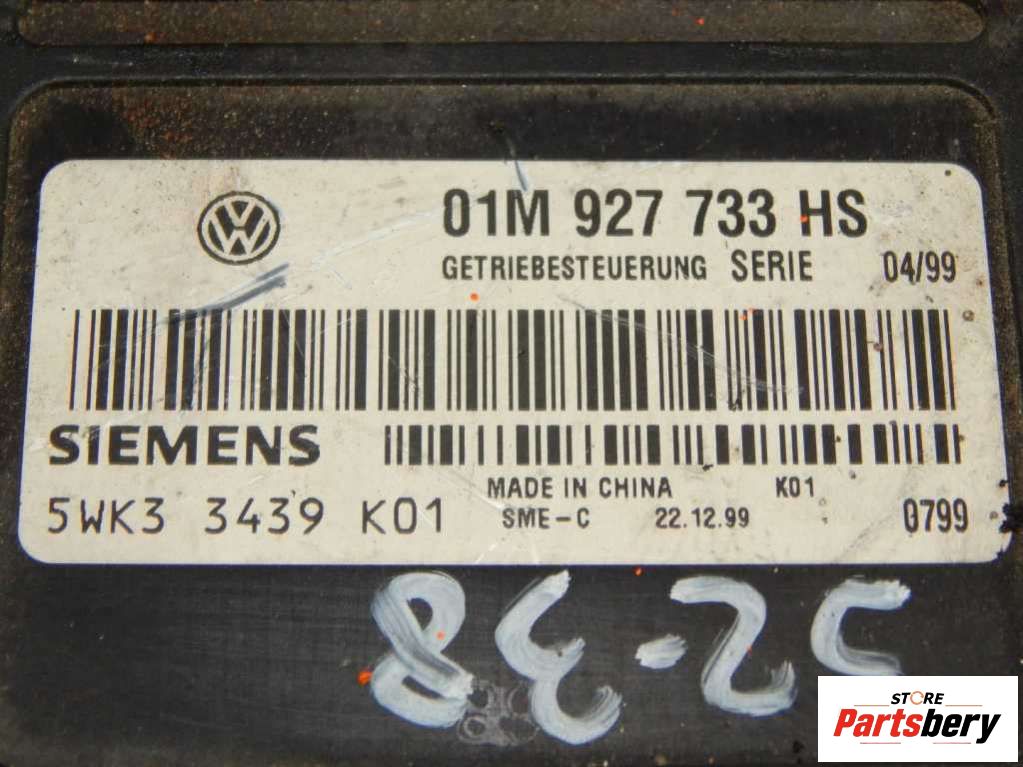 01M 927 733 HS
GETRIEBESTEUERUNG SERIE 04/99
SIEMENS
MADE IN CHINA K01
5WK3 3439 K01 SME-C 22.12.99 0799
STORE
Partsbery